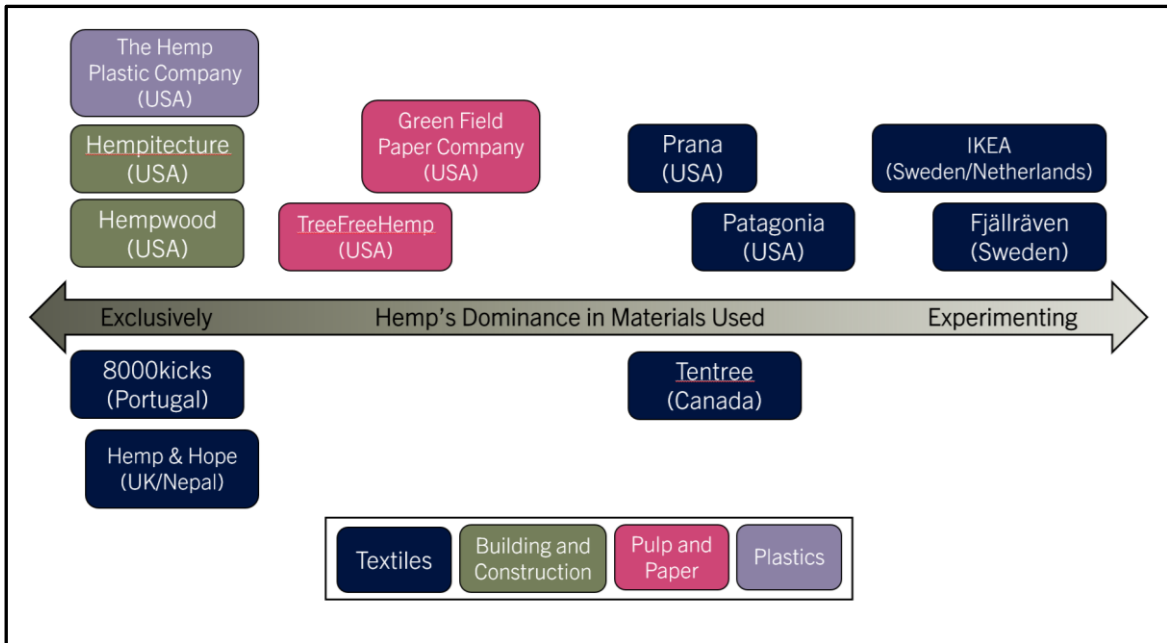 The Hemp
Plastic Company
(USA)
Hempitecture
(USA)
Hempwood
(USA)
Green Field
Paper Company
(USA)
TreeFreeHemp
(USA)
Prana
(USA)
Patagonia
(USA)
IKEA
(Sweden/Netherlands)
Fjällräven
(Sweden)
Exclusively
Hemp's Dominance in Materials Used
Experimenting
8000kicks
(Portugal)
Hemp & Hope
(UK/Nepal)
Tentree
(Canada)
Textiles
Building and
Construction
Pulp and
Paper
Plastics